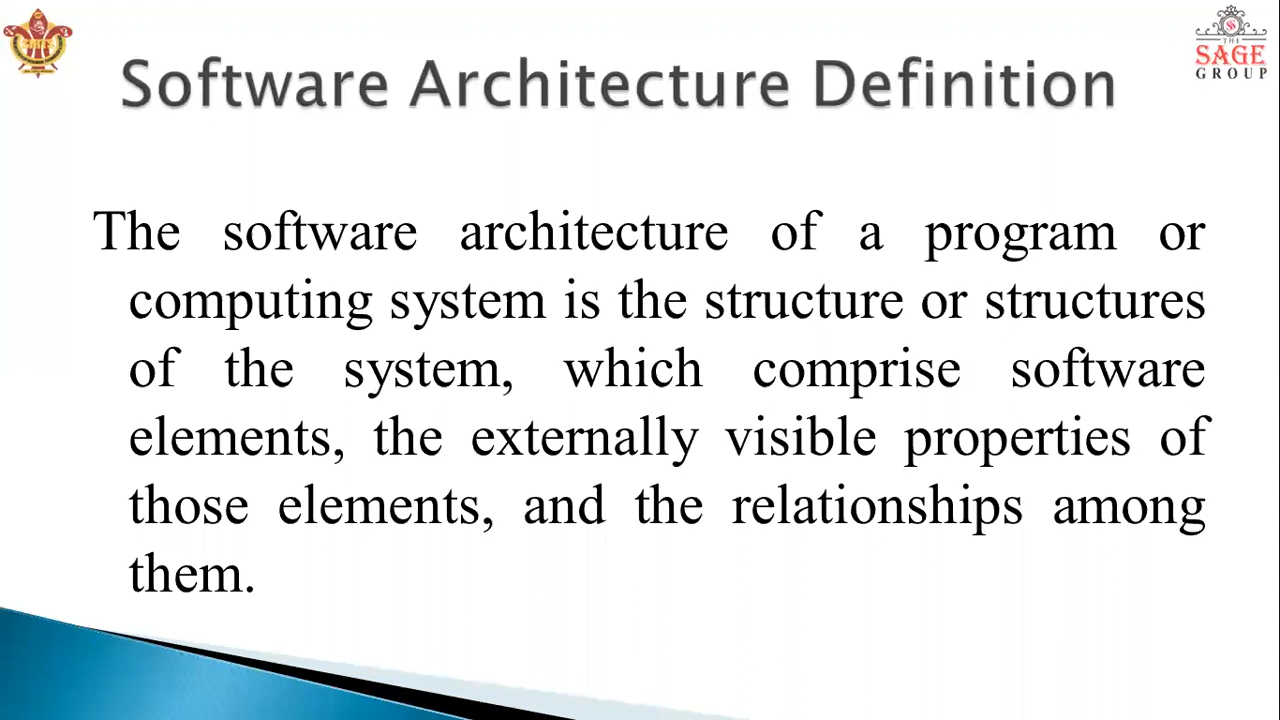 Software Architecture Definition
THE
SAGE
GROUP
The software architecture of a program or
computing system is the structure or structures
of the system, which comprise software
elements, the externally visible properties of
those elements, and the relationships among
them.